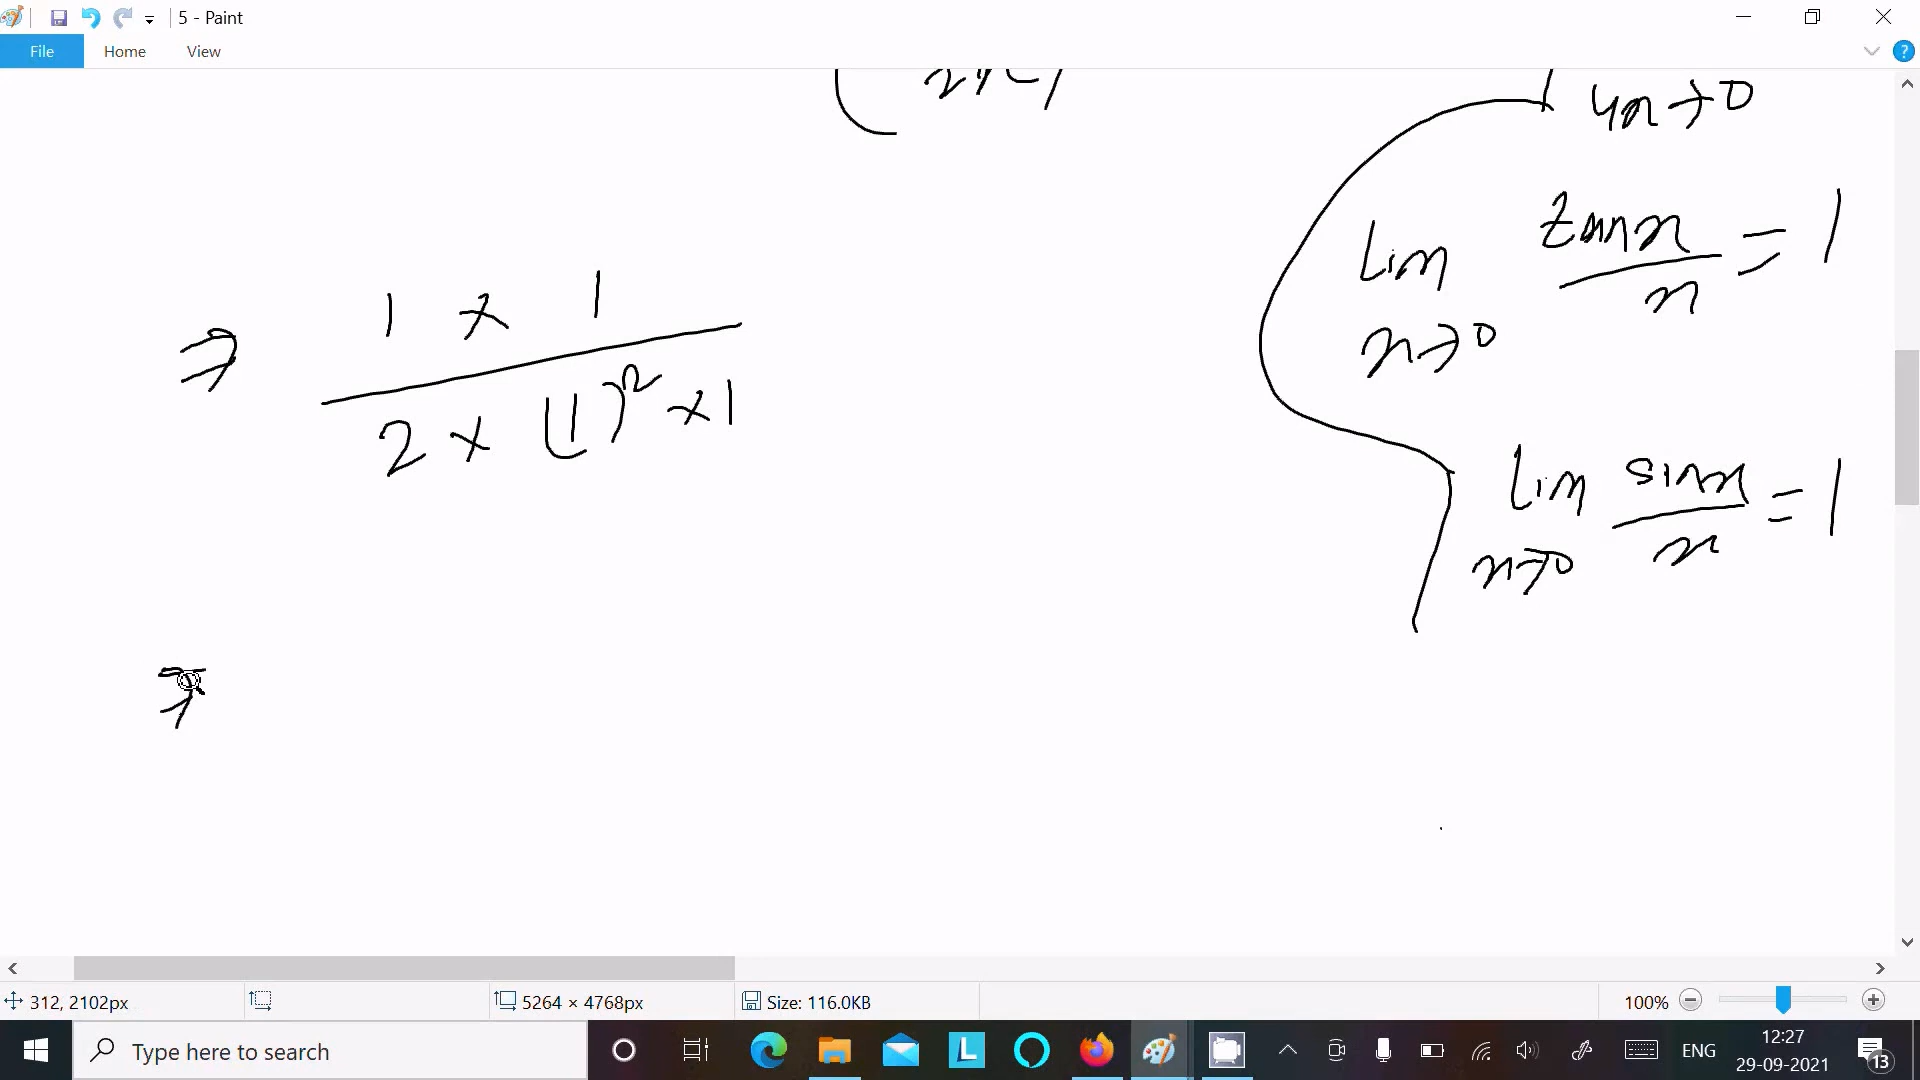 5 - Paint
File Home View
4x→0
lim tanx/x = 1
x→0
⇒ 1 × 1
2 × (1)² × 1
lim sinx/x = 1
x→0
⇒
312, 2102px 5264 × 4768px Size: 116.0KB 100%
Type here to search L ENG 12:27
29-09-2021 13